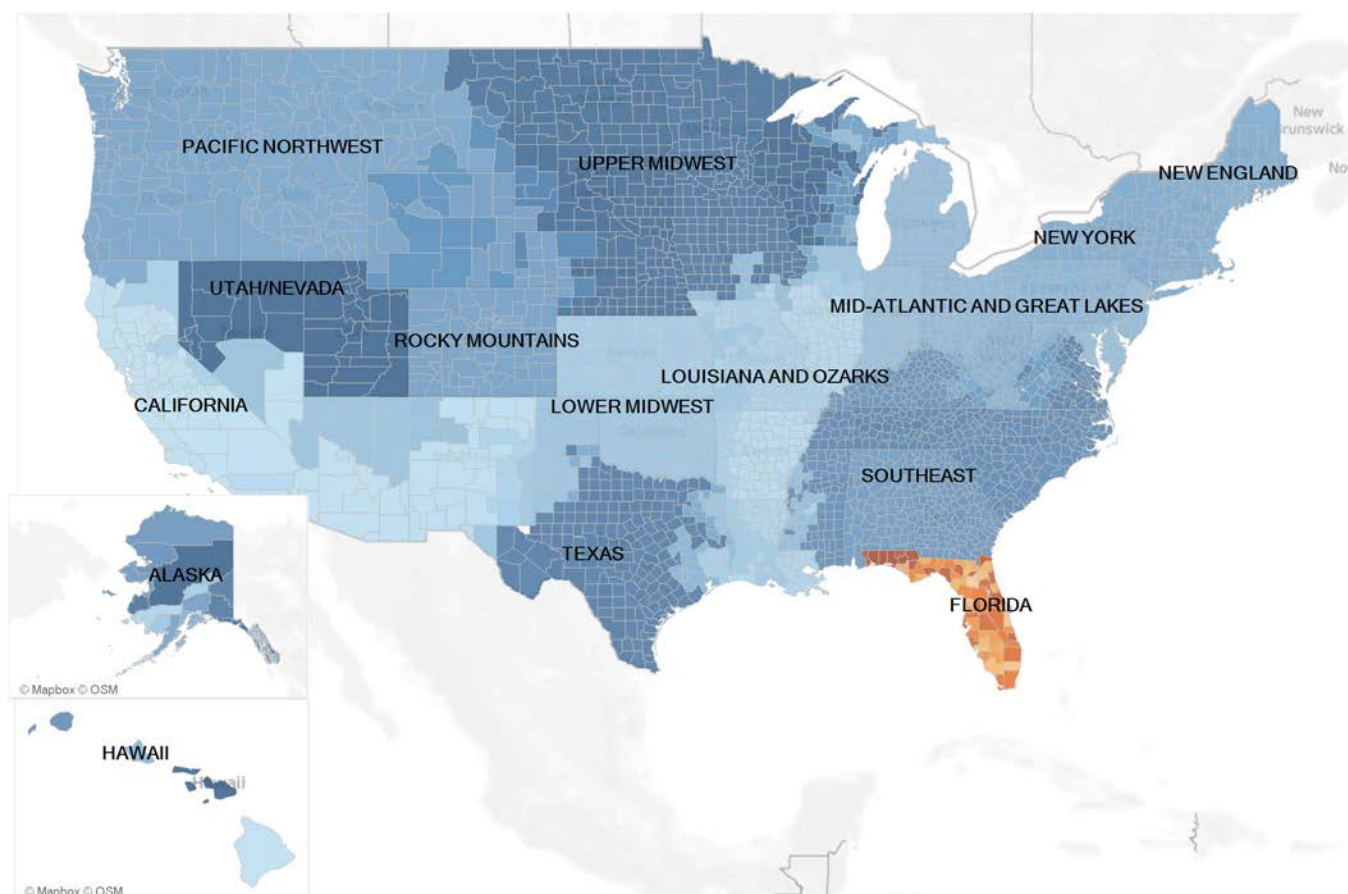 New
Brunswick
PACIFIC NORTHWEST
UPPER MIDWEST
NEW ENGLAND
NEW YORK
UTAH/NEVADA
MID-ATLANTIC AND GREAT LAKES
ROCKY MOUNTAINS
LOUISIANA AND OZARKS
CALIFORNIA
LOWER MIDWEST
SOUTHEAST
TEXAS
ALASKA
FLORIDA
© Mapbox © OSM
HAWAII
Hawaii
© Mapbox © OSM